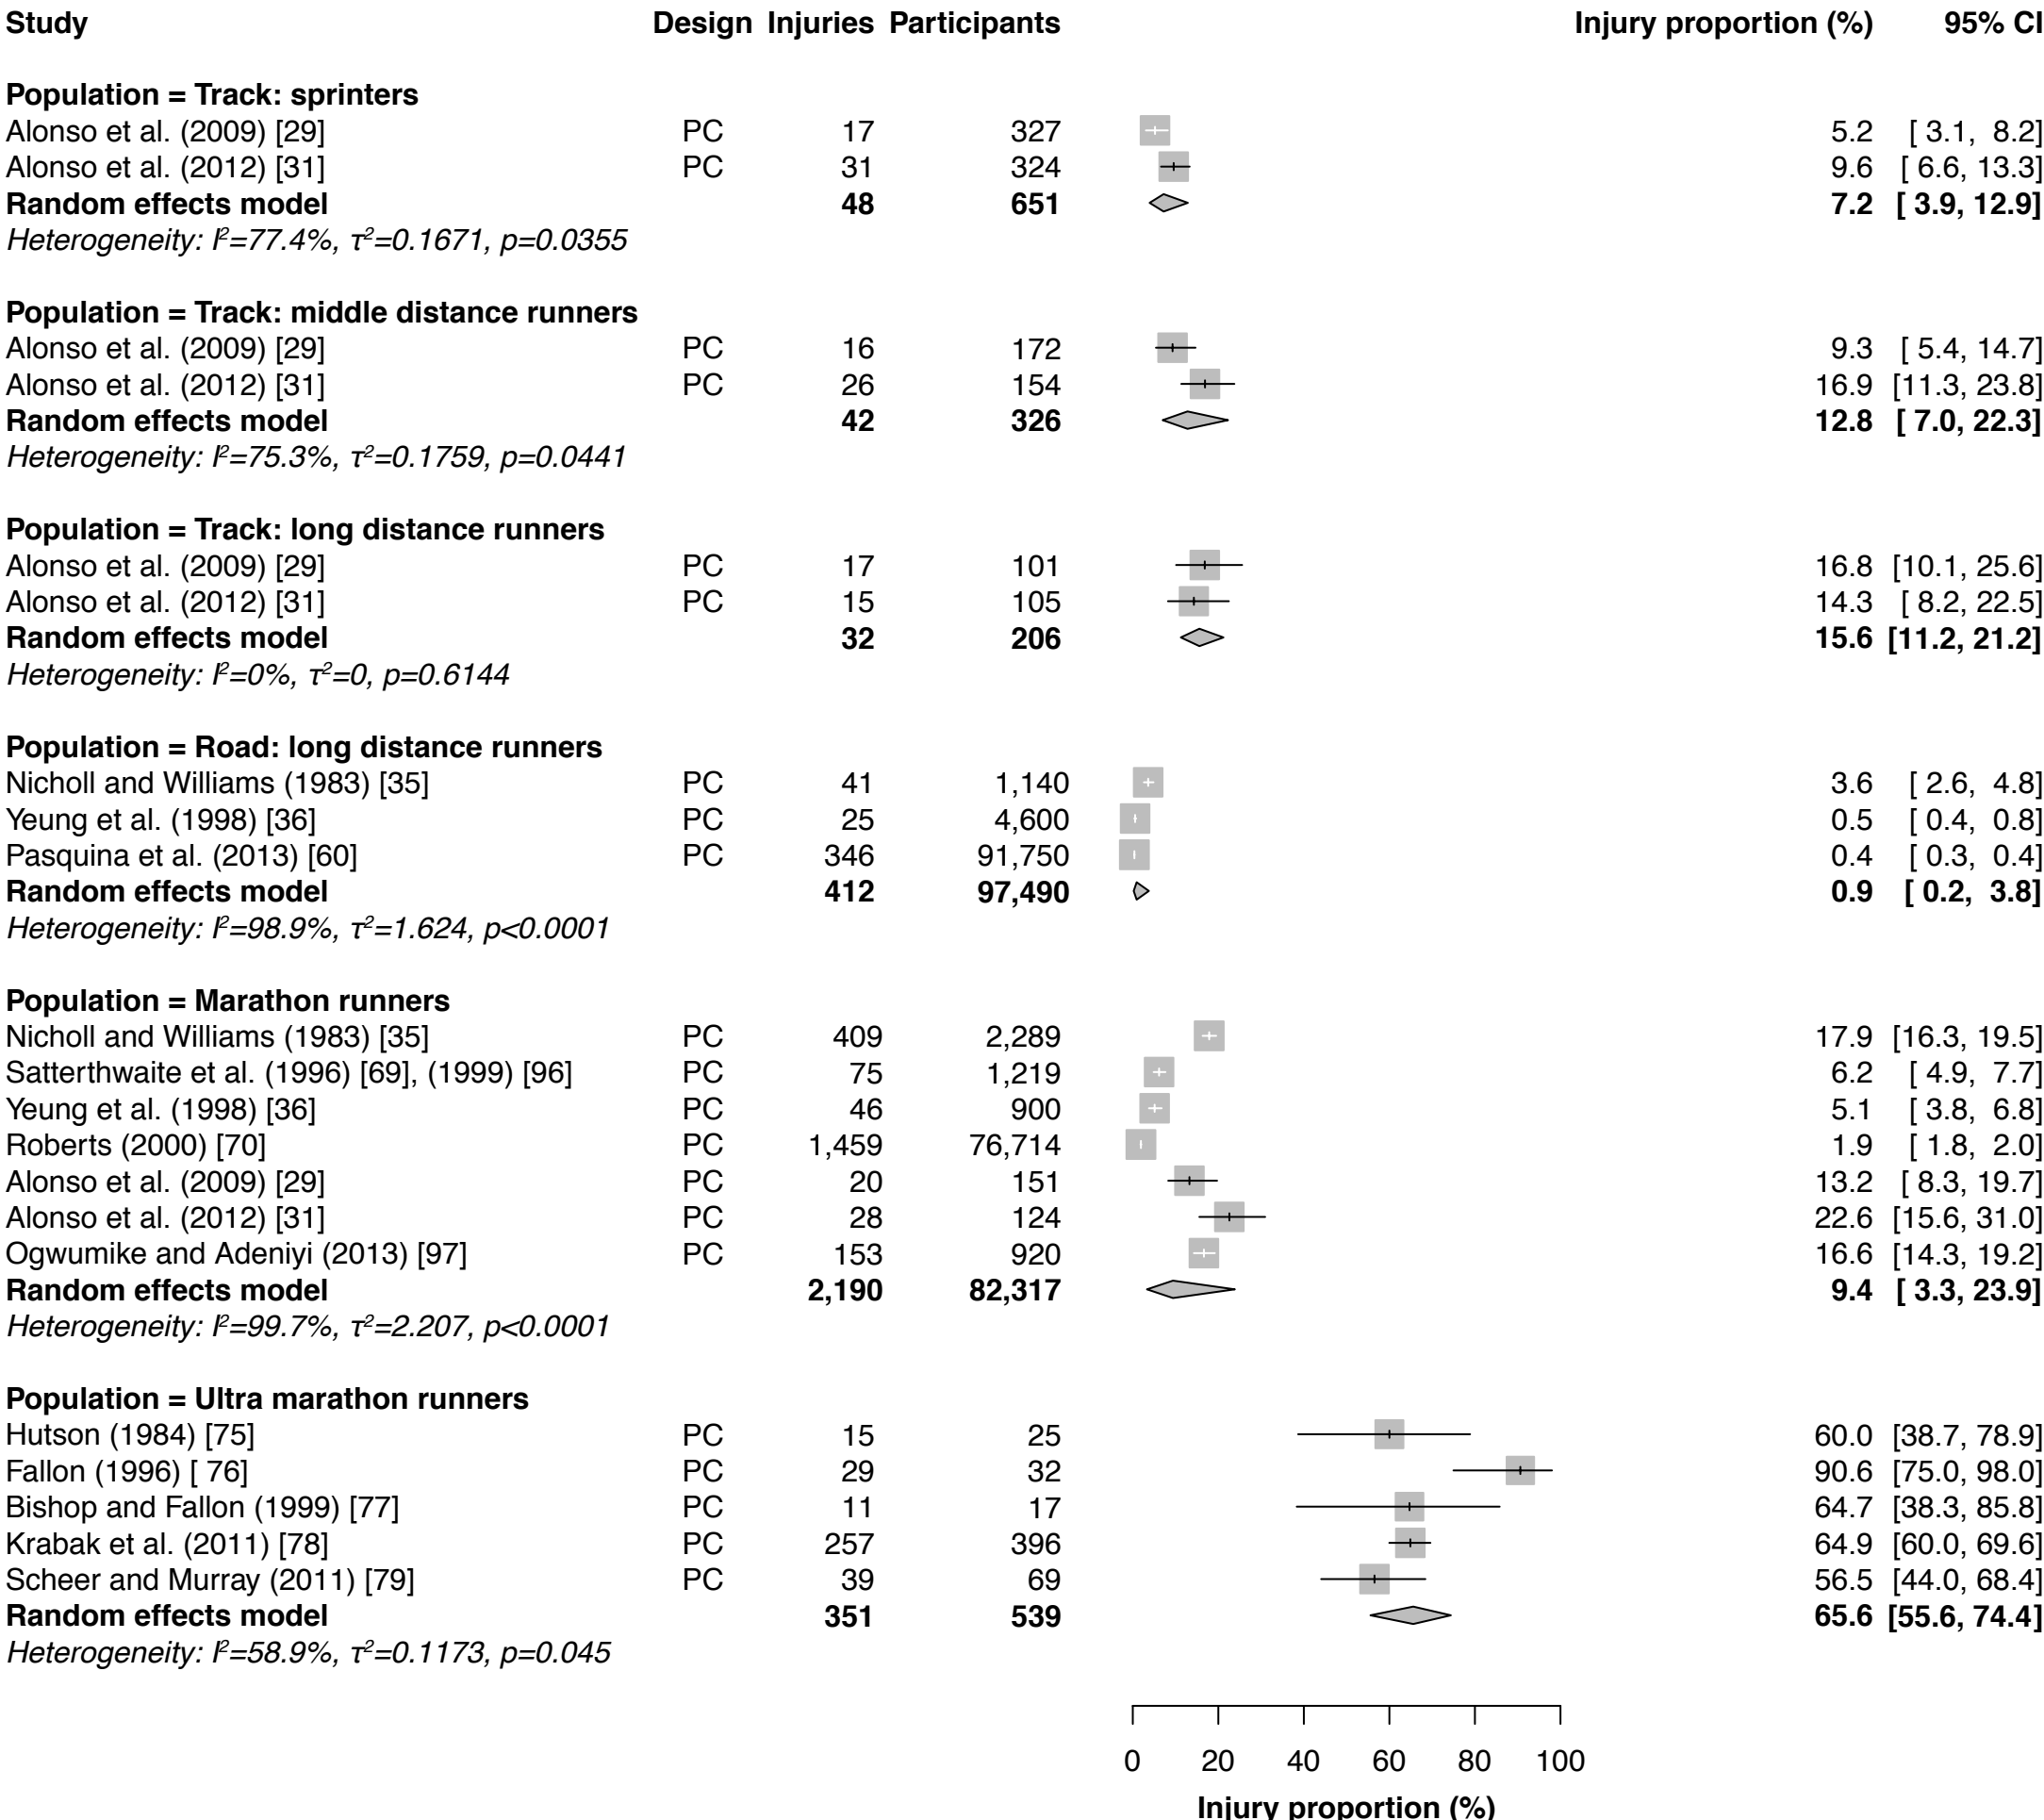 Study Design Injuries Participants Injury proportion (%) 95% CI
Population = Track: sprinters
Alonso et al. (2009) [29] PC 17 327 5.2 [ 3.1, 8.2]
Alonso et al. (2012) [31] PC 31 324 9.6 [ 6.6, 13.3]
Random effects model 48 651 7.2 [ 3.9, 12.9]
Heterogeneity: I²=77.4%, τ²=0.1671, p=0.0355
Population = Track: middle distance runners
Alonso et al. (2009) [29] PC 16 172 9.3 [ 5.4, 14.7]
Alonso et al. (2012) [31] PC 26 154 16.9 [11.3, 23.8]
Random effects model 42 326 12.8 [ 7.0, 22.3]
Heterogeneity: I²=75.3%, τ²=0.1759, p=0.0441
Population = Track: long distance runners
Alonso et al. (2009) [29] PC 17 101 16.8 [10.1, 25.6]
Alonso et al. (2012) [31] PC 15 105 14.3 [ 8.2, 22.5]
Random effects model 32 206 15.6 [11.2, 21.2]
Heterogeneity: I²=0%, τ²=0, p=0.6144
Population = Road: long distance runners
Nicholl and Williams (1983) [35] PC 41 1,140 3.6 [ 2.6, 4.8]
Yeung et al. (1998) [36] PC 25 4,600 0.5 [ 0.4, 0.8]
Pasquina et al. (2013) [60] PC 346 91,750 0.4 [ 0.3, 0.4]
Random effects model 412 97,490 0.9 [ 0.2, 3.8]
Heterogeneity: I²=98.9%, τ²=1.624, p<0.0001
Population = Marathon runners
Nicholl and Williams (1983) [35] PC 409 2,289 17.9 [16.3, 19.5]
Satterthwaite et al. (1996) [69], (1999) [96] PC 75 1,219 6.2 [ 4.9, 7.7]
Yeung et al. (1998) [36] PC 46 900 5.1 [ 3.8, 6.8]
Roberts (2000) [70] PC 1,459 76,714 1.9 [ 1.8, 2.0]
Alonso et al. (2009) [29] PC 20 151 13.2 [ 8.3, 19.7]
Alonso et al. (2012) [31] PC 28 124 22.6 [15.6, 31.0]
Ogwumike and Adeniyi (2013) [97] PC 153 920 16.6 [14.3, 19.2]
Random effects model 2,190 82,317 9.4 [ 3.3, 23.9]
Heterogeneity: I²=99.7%, τ²=2.207, p<0.0001
Population = Ultra marathon runners
Hutson (1984) [75] PC 15 25 60.0 [38.7, 78.9]
Fallon (1996) [ 76] PC 29 32 90.6 [75.0, 98.0]
Bishop and Fallon (1999) [77] PC 11 17 64.7 [38.3, 85.8]
Krabak et al. (2011) [78] PC 257 396 64.9 [60.0, 69.6]
Scheer and Murray (2011) [79] PC 39 69 56.5 [44.0, 68.4]
Random effects model 351 539 65.6 [55.6, 74.4]
Heterogeneity: I²=58.9%, τ²=0.1173, p=0.045
0 20 40 60 80 100
Injury proportion (%)